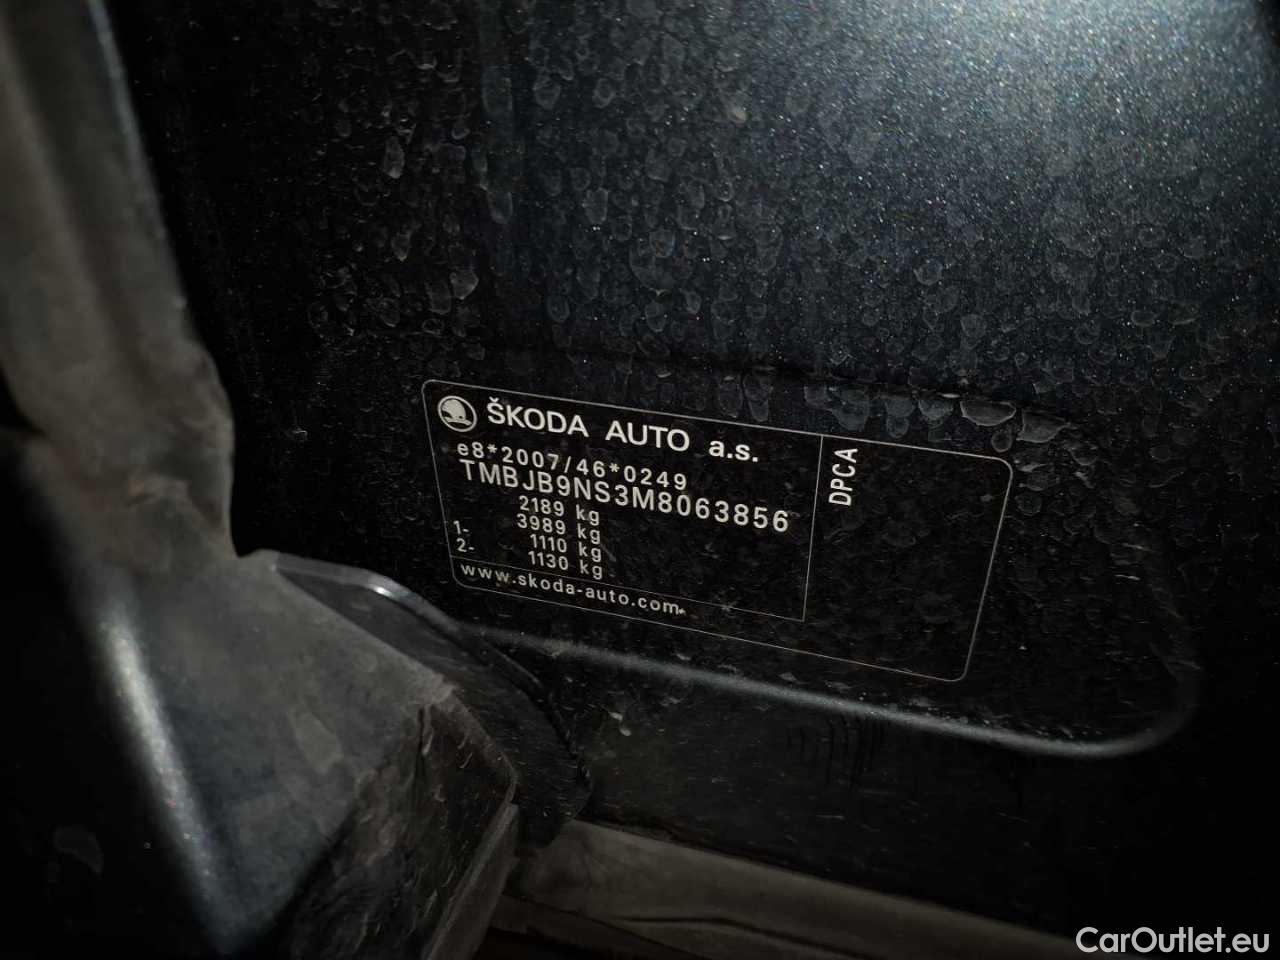 ŠKODA AUTO a.s.
e8*2007/46*0249
TMBJB9NS3M8063856
2189 kg
3989 kg
1- 1110 kg
2- 1130 kg
www.skoda-auto.com
DPCA
CarOutlet.eu